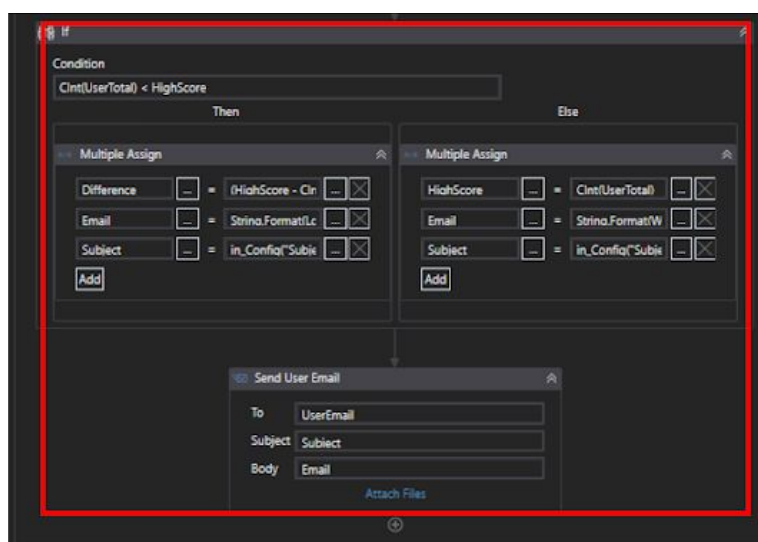 If
Condition
CInt(UserTotal) < HighScore
Then
Else
Multiple Assign
Difference ... = (HighScore - CIn ...
Email ... = String.Format(Lc ...
Subject ... = in_Config("Subje ...
Add
Multiple Assign
HighScore ... = CInt(UserTotal) ...
Email ... = String.Format(W ...
Subject ... = in_Config("Subje ...
Add
Send User Email
To UserEmail
Subject Subject
Body Email
Attach Files